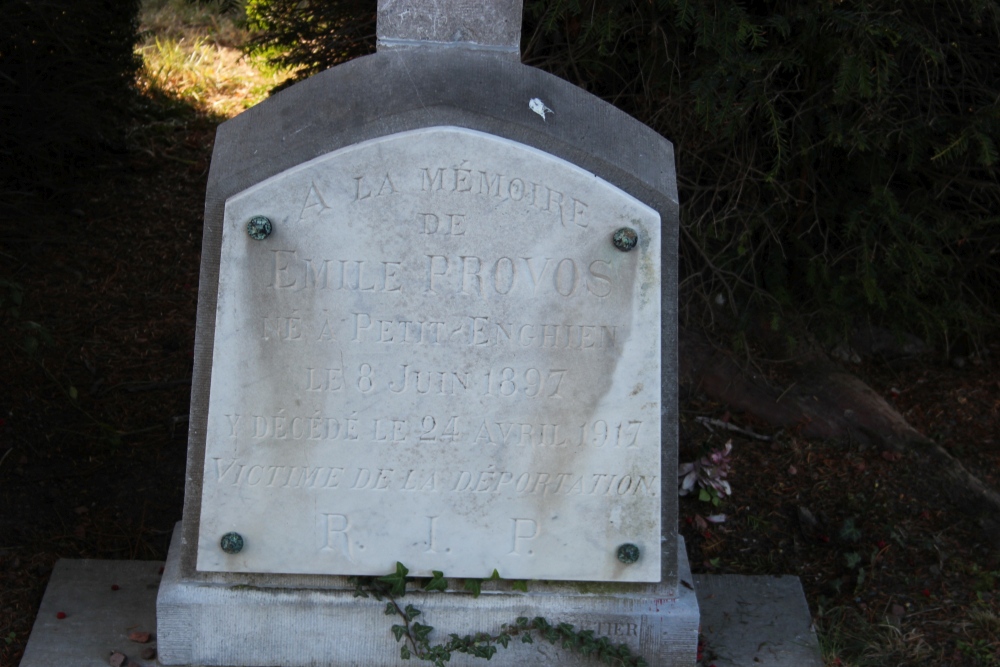 A LA MÉMOIRE
DE
EMILE PROVOS
NÉ À PETIT-ENGHIEN
LE 8 JUIN 1897
Y DÉCÉDÉ LE 24 AVRIL 1917
VICTIME DE LA DÉPORTATION.
R. I. P.